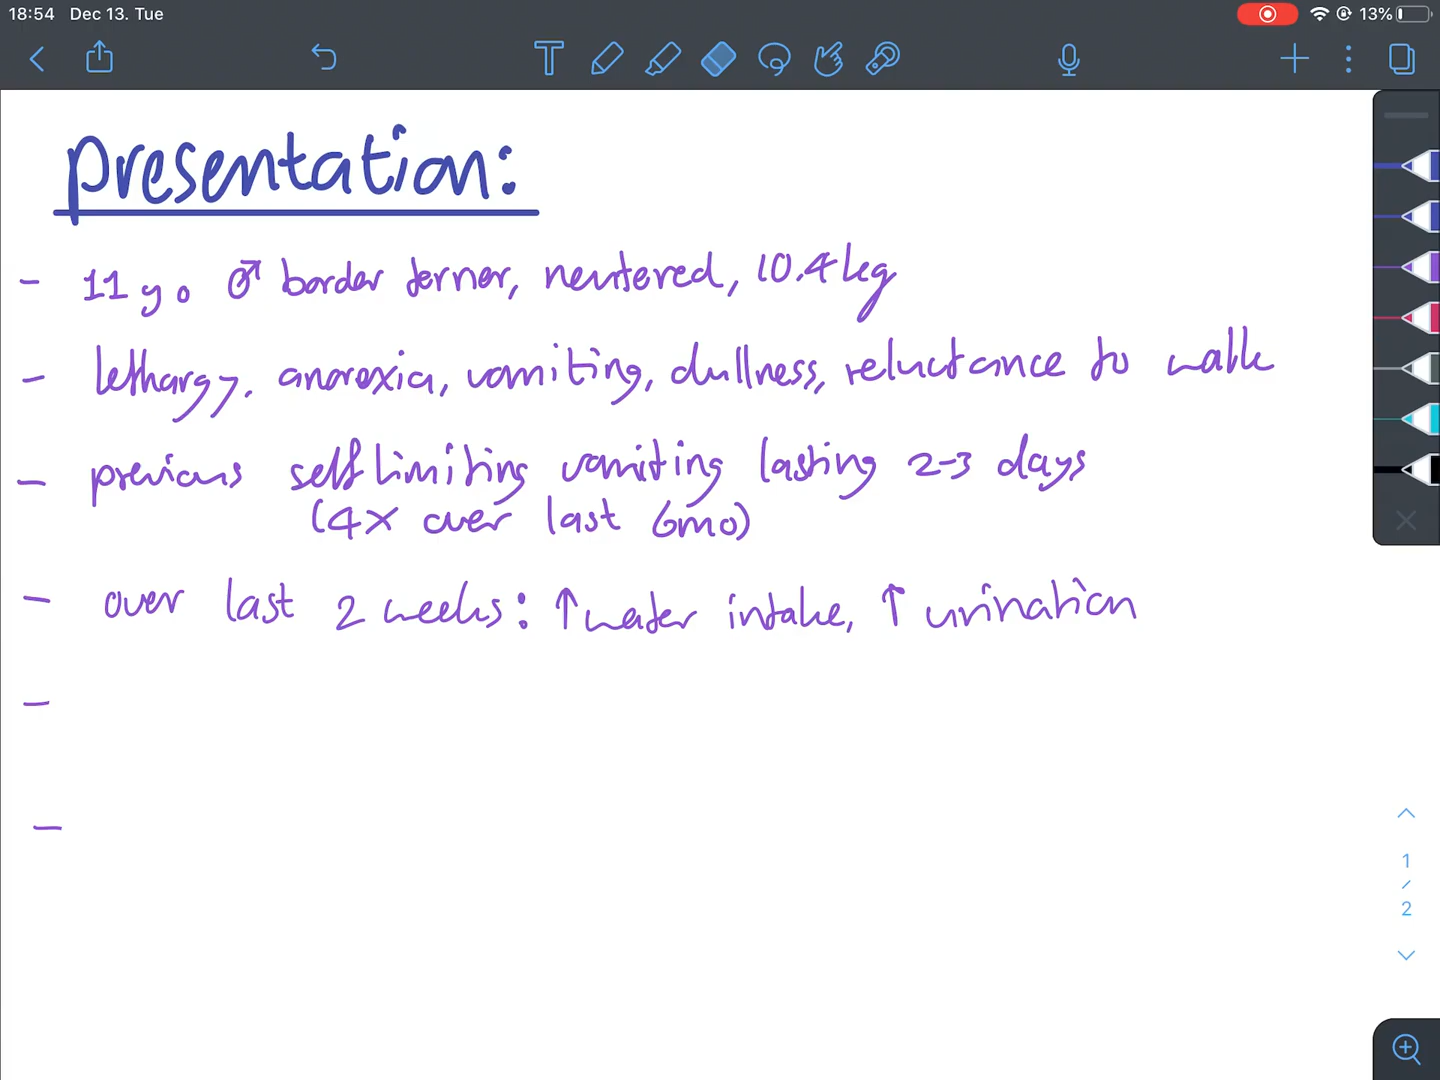 18:54 Dec 13. Tue 13%
presentation:
- 11 y o ♂ border terrier, neutered, 10.4 kg
- lethargy, anorexia, vomiting, dullness, reluctance to walk
- previous self limiting vomiting lasting 2-3 days
(4x over last 6mo)
- over last 2 weeks: ↑ water intake, ↑ urination
-
-
1
/
2